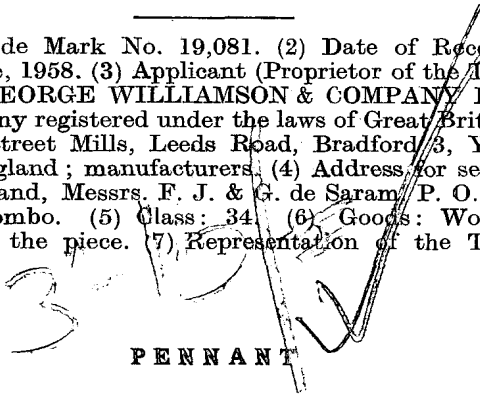 de Mark No. 19,081. (2) Date of Rec
, 1958. (3) Applicant (Proprietor of the T
EORGE WILLIAMSON & COMPANY
ny registered under the laws of Great Brit
treet Mills, Leeds Road, Bradford 3, Y
gland ; manufacturers. (4) Address for se
and, Messrs. F. J. & G. de Saram, P. O.
ombo. (5) Class: 34. (6) Goods: Wo
the piece. (7) Representation of the T
PENNANT